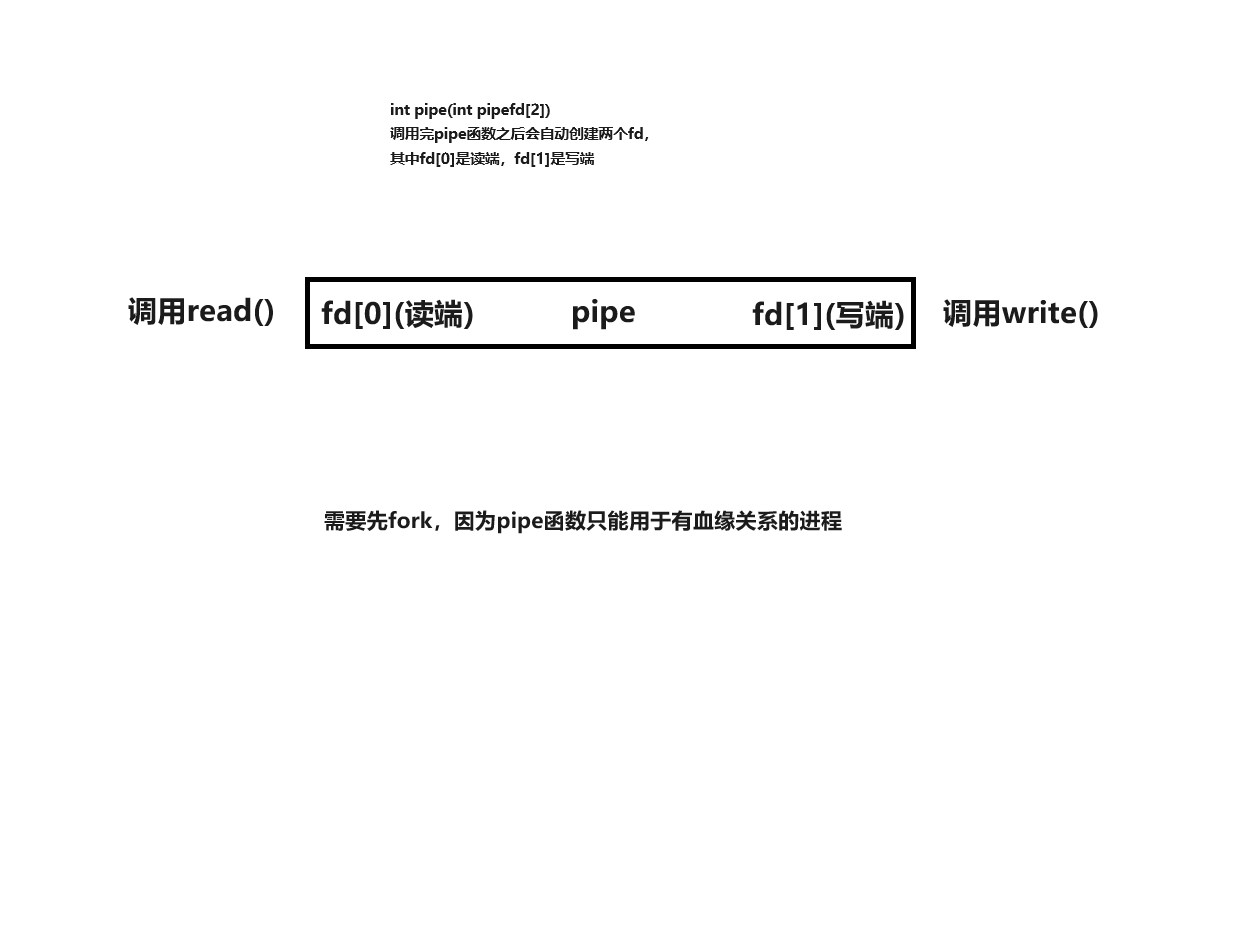 int pipe(int pipefd[2])
调用完pipe函数之后会自动创建两个fd，
其中fd[0]是读端，fd[1]是写端
调用read() fd[0](读端) pipe fd[1](写端) 调用write()
需要先fork，因为pipe函数只能用于有血缘关系的进程